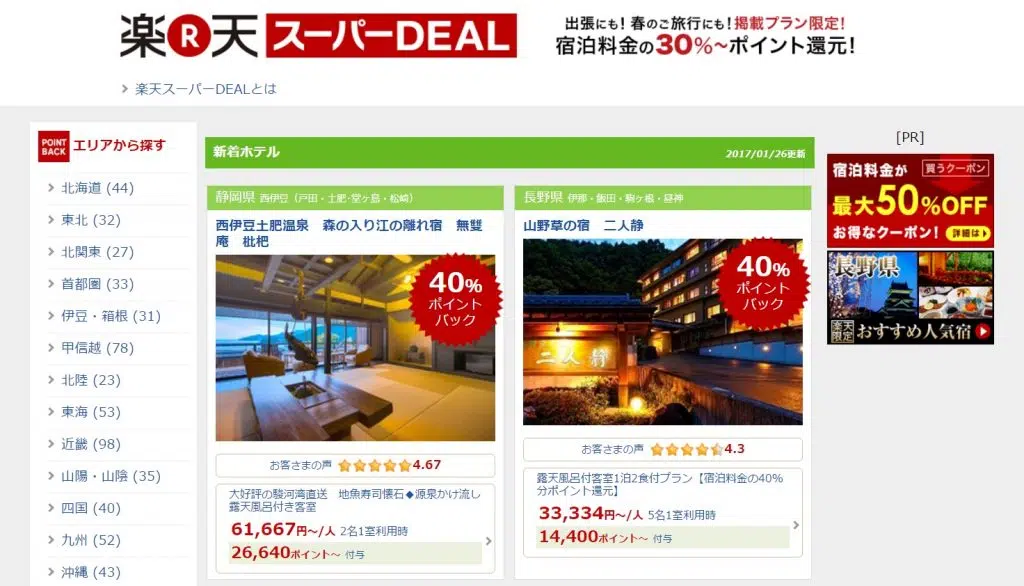 楽R天 スーパーDEAL
出張にも! 春のご旅行にも! 掲載プラン限定!
宿泊料金の30%~ポイント還元!
楽天スーパーDEALとは
POINT BACK
エリアから探す
北海道 (44)
東北 (32)
北関東 (27)
首都圏 (33)
伊豆・箱根 (31)
甲信越 (78)
北陸 (23)
東海 (53)
近畿 (98)
山陽・山陰 (35)
四国 (40)
九州 (52)
沖縄 (43)
新着ホテル
2017/01/26更新
静岡県 西伊豆(戸田・土肥・堂ヶ島・松崎)
西伊豆土肥温泉 森の入り江の離れ宿 無雙
庵 枇杷
40%
ポイント
バック
お客さまの声 4.67
大好評の駿河湾直送 地魚寿司懐石◆源泉かけ流し
露天風呂付き客室
61,667円~/人 2名1室利用時
26,640ポイント~ 付与
長野県 伊那・飯田・駒ヶ根・昼神
山野草の宿 二人静
40%
ポイント
バック
二人静
お客さまの声 4.3
露天風呂付客室1泊2食付プラン【宿泊料金の40%
分ポイント還元】
33,334円~/人 5名1室利用時
14,400ポイント~ 付与
[PR]
宿泊料金が 買うクーポン
最大50%OFF
お得なクーポン! 詳細は
長野県
楽天限定 おすすめ人気宿